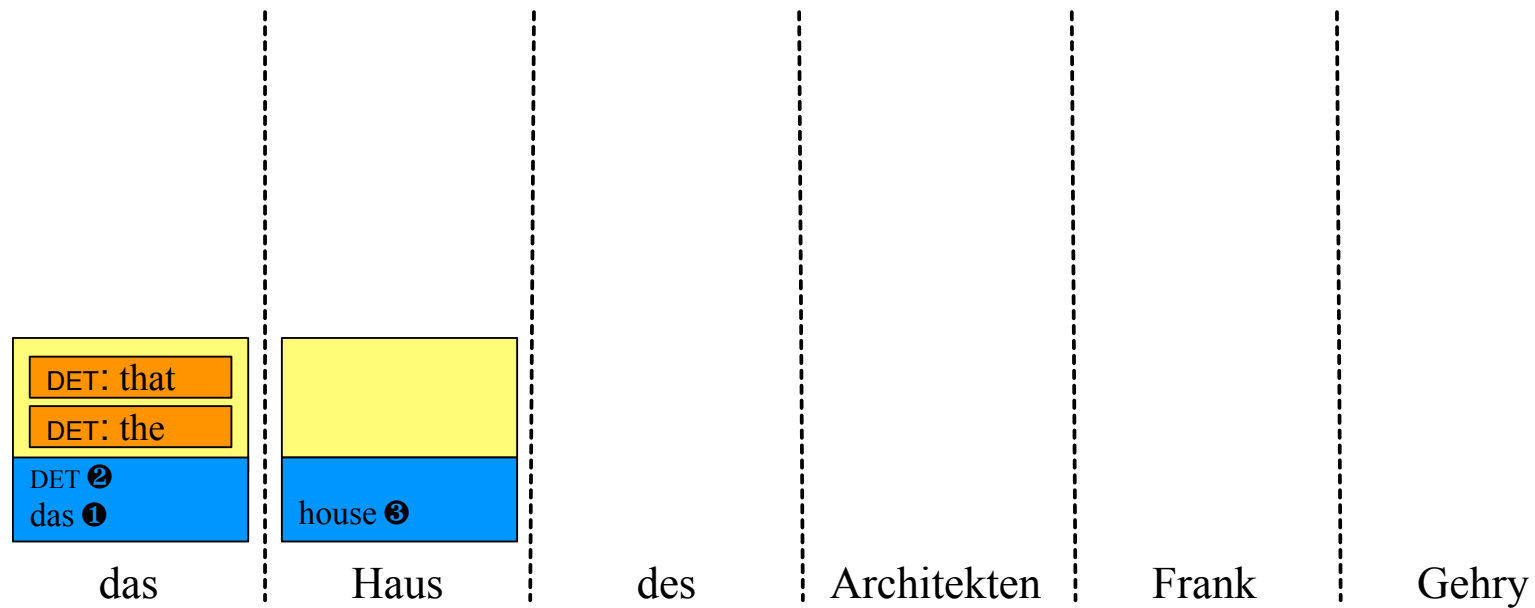 DET: that
DET: the
DET ❷
das ❶
house ❸
das Haus des Architekten Frank Gehry